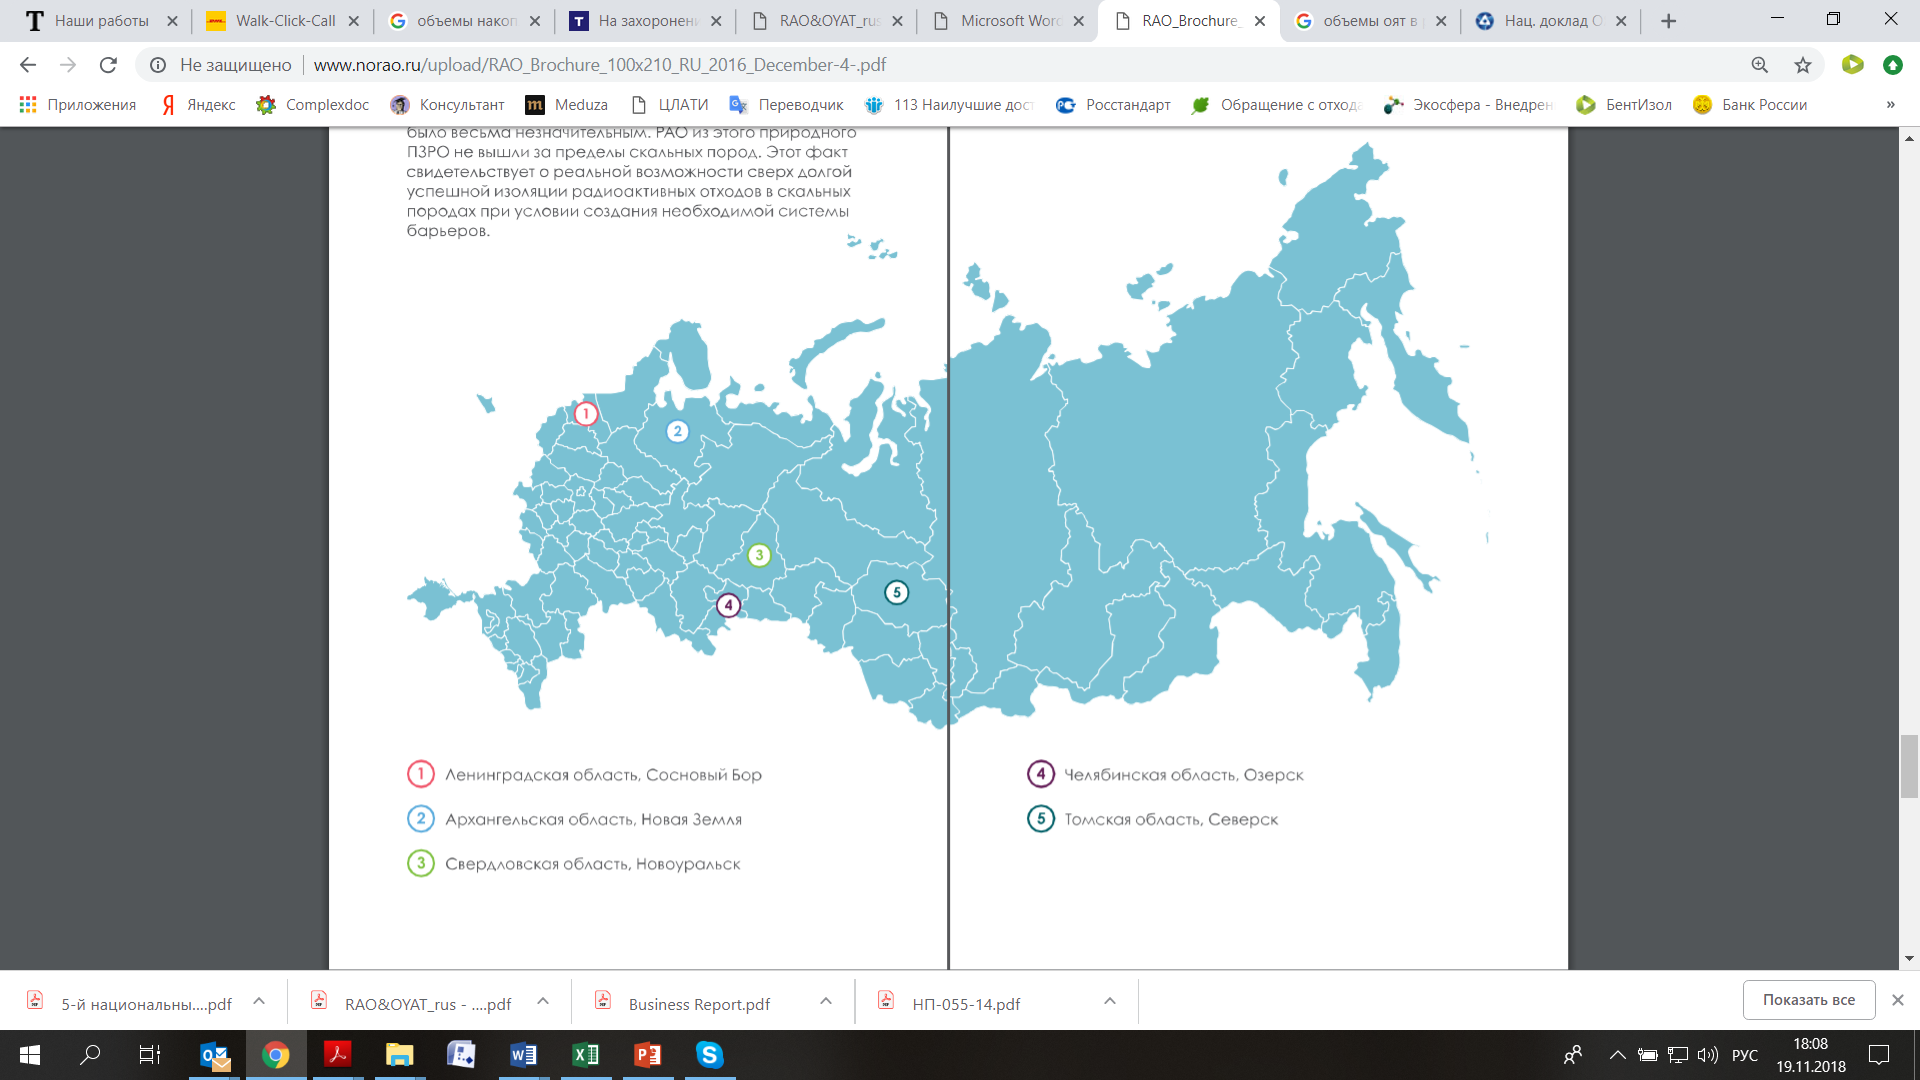 Наши работы
Walk-Click-Call
объемы накоп
На захоронени
RAO&OYAT_rus
Microsoft Word
RAO_Brochure_
объемы оят в р
Нац. доклад О
Не защищено
www.norao.ru/upload/RAO_Brochure_100x210_RU_2016_December-4-.pdf
Приложения
Яндекс
Complexdoc
Консультант
Meduza
ЦЛАТИ
Переводчик
113 Наилучшие дос
Росстандарт
Обращение с отхода
Экосфера - Внедрен
БентИзол
Банк России
»
было весьма незначительным. РАО из этого природного
ПЗРО не вышли за пределы скальных пород. Этот факт
свидетельствует о реальной возможности сверх долгой
успешной изоляции радиоактивных отходов в скальных
породах при условии создания необходимой системы
барьеров.
1
2
3
4
5
1 Ленинградская область, Сосновый Бор
2 Архангельская область, Новая Земля
3 Свердловская область, Новоуральск
4 Челябинская область, Озерск
5 Томская область, Северск
5-й национальны....pdf
RAO&OYAT_rus - ....pdf
Business Report.pdf
НП-055-14.pdf
Показать все
РУС
18:08
19.11.2018